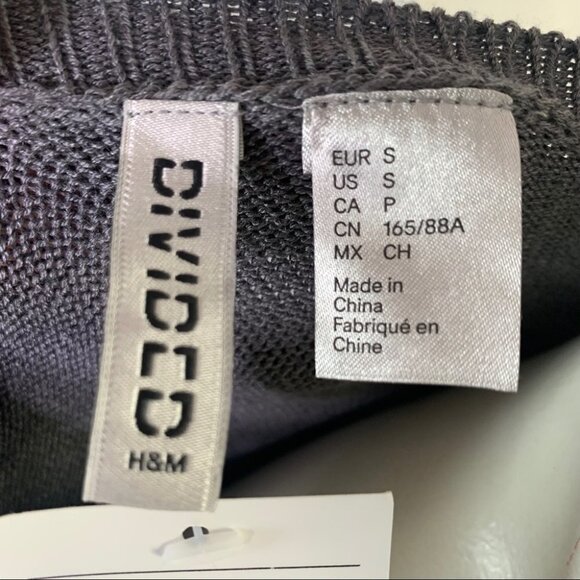 DIVIDED
H&M
EUR S
US S
CA P
CN 165/88A
MX CH
Made in
China
Fabriqué en
Chine